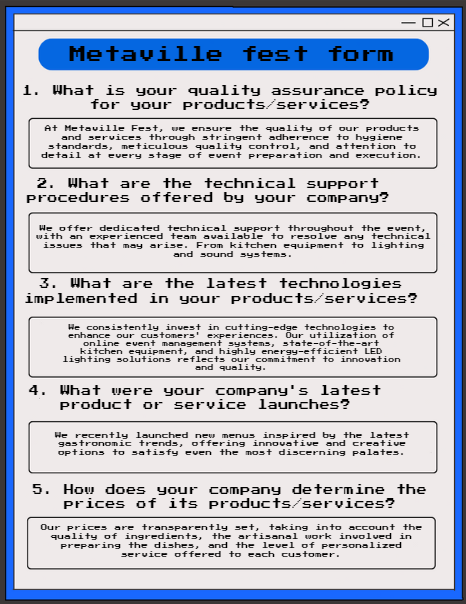 Metaville fest form
1. What is your quality assurance policy
for your products/services?
At Metaville Fest, we ensure the quality of our products
and services through stringent adherence to hygiene
standards, meticulous quality control, and attention to
detail at every stage of event preparation and execution.
2. What are the technical support
procedures offered by your company?
We offer dedicated technical support throughout the event,
with an experienced team available to resolve any technical
issues that may arise. From kitchen equipment to lighting
and sound systems.
3. What are the latest technologies
implemented in your products/services?
We consistently invest in cutting-edge technologies to
enhance our customers' experiences. Our utilization of
online event management systems, state-of-the-art
kitchen equipment, and highly energy-efficient LED
lighting solutions reflects our commitment to innovation
and quality.
4. What were your company's latest
product or service launches?
We recently launched new menus inspired by the latest
gastronomic trends, offering innovative and creative
options to satisfy even the most discerning palates.
5. How does your company determine the
prices of its products/services?
Our prices are transparently set, taking into account the
quality of ingredients, the artisanal work involved in
preparing the dishes, and the level of personalized
service offered to each customer.